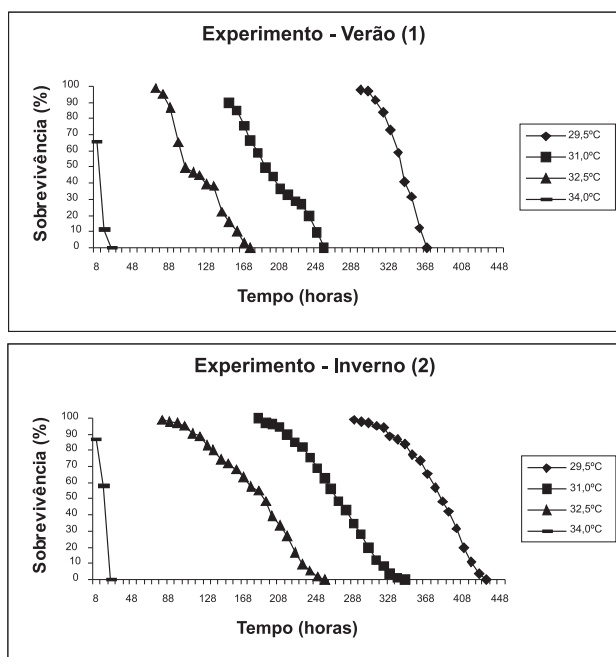 Experimento - Verão (1)
Sobrevivência (%)
100
90
80
70
60
50
40
30
20
10
0
8 88 128 168 208 248 288 328 368 408 448
Tempo (horas)
29,5ºC
31,0ºC
32,5ºC
34,0ºC
Experimento - Inverno (2)
Sobrevivência (%)
100
90
80
70
60
50
40
30
20
10
0
8 88 128 168 208 248 288 328 368 408 448
Tempo (horas)
29,5ºC
31,0ºC
32,5ºC
34,0ºC